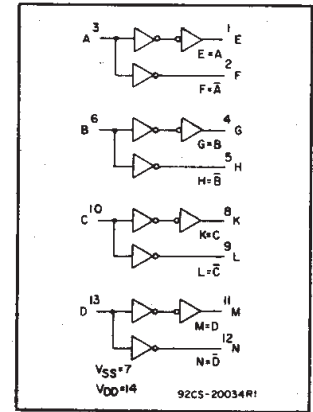 3 1
A E
E=A
2
F
F=A̅
6 4
B G
G=B
5
H
H=B̅
10 8
C K
K=C
9
L
L=C̅
13 11
D M
M=D
12
N
N=D̅
VSS=7
VDD=14
92CS-20034R1